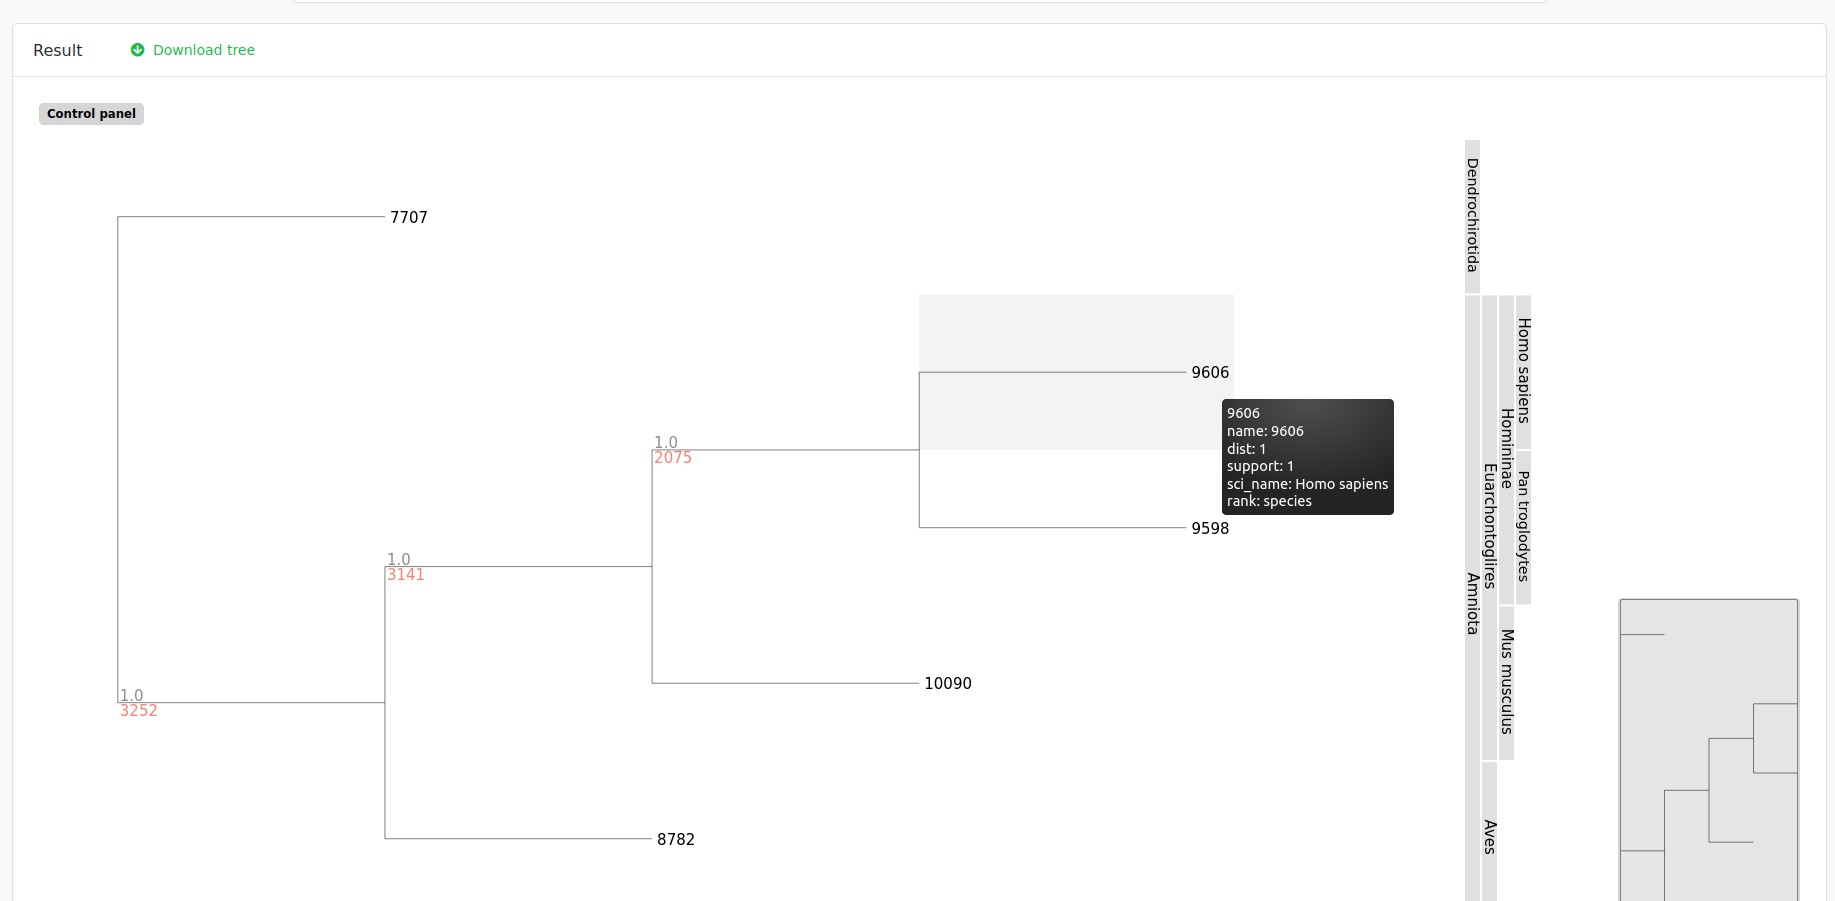 Result
Download tree
Control panel
7707
9606
9606
name: 9606
dist: 1
support: 1
sci_name: Homo sapiens
rank: species
1.0
2075
9598
1.0
3141
10090
1.0
3252
8782
Dendrochirotida
Amniota
Euarchontoglires
Homininae
Homo sapiens
Pan troglodytes
Mus musculus
Aves